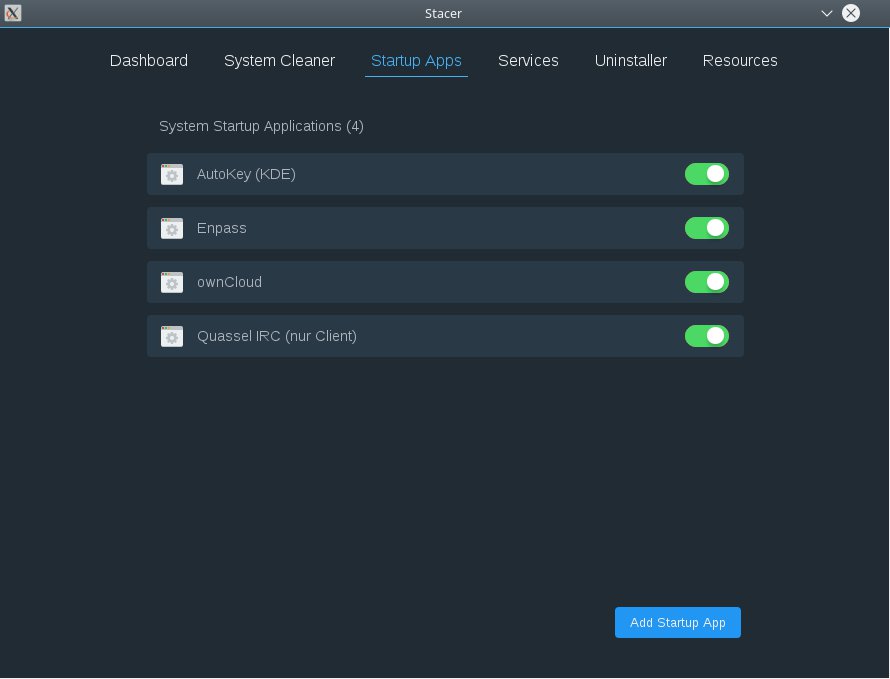 Stacer
Dashboard System Cleaner Startup Apps Services Uninstaller Resources
System Startup Applications (4)
AutoKey (KDE)
Enpass
ownCloud
Quassel IRC (nur Client)
Add Startup App